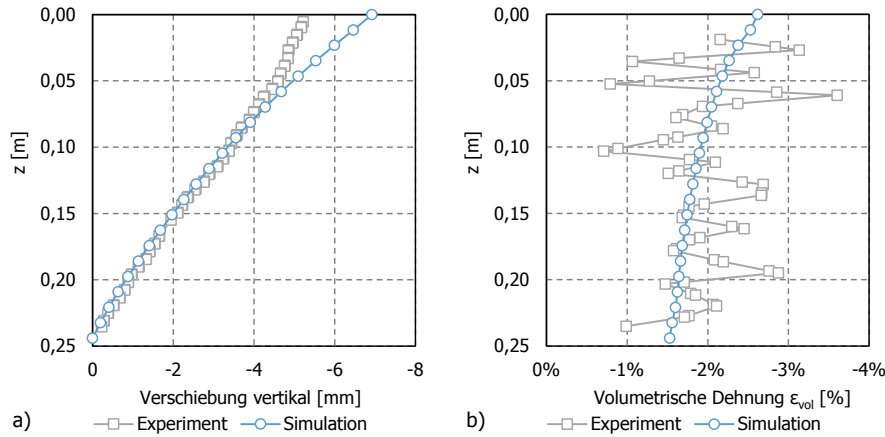 0,00
0,05
0,10
0,15
0,20
0,25
z [m]
0 -2 -4 -6 -8
Verschiebung vertikal [mm]
a) Experiment Simulation
0,00
0,05
0,10
0,15
0,20
0,25
z [m]
0% -1% -2% -3% -4%
Volumetrische Dehnung εvol [%]
b) Experiment Simulation